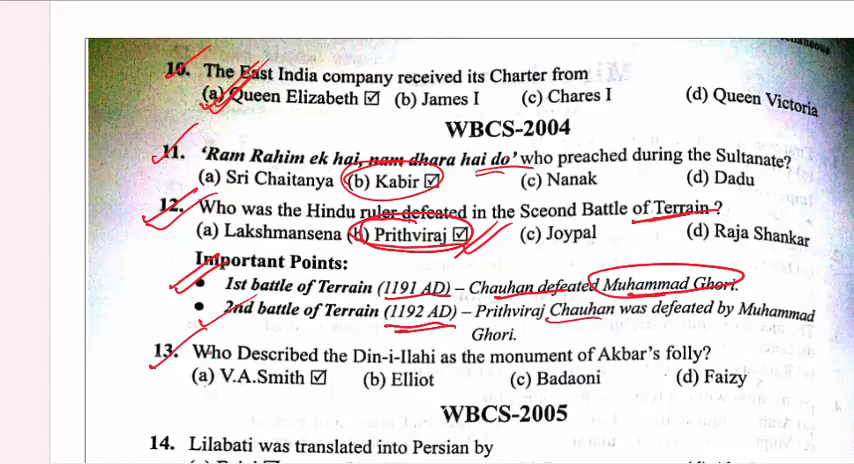 10. The East India company received its Charter from
(a) Queen Elizabeth ☑ (b) James I (c) Chares I (d) Queen Victoria
WBCS-2004
11. 'Ram Rahim ek hai, nam dhara hai do' who preached during the Sultanate?
(a) Sri Chaitanya (b) Kabir ☑ (c) Nanak (d) Dadu
12. Who was the Hindu ruler defeated in the Sceond Battle of Terrain ?
(a) Lakshmansena (b) Prithviraj ☑ (c) Joypal (d) Raja Shankar
Important Points:
• 1st battle of Terrain (1191 AD) – Chauhan defeated Muhammad Ghori.
• 2nd battle of Terrain (1192 AD) – Prithviraj Chauhan was defeated by Muhammad
Ghori.
13. Who Described the Din-i-Ilahi as the monument of Akbar's folly?
(a) V.A.Smith ☑ (b) Elliot (c) Badaoni (d) Faizy
WBCS-2005
14. Lilabati was translated into Persian by